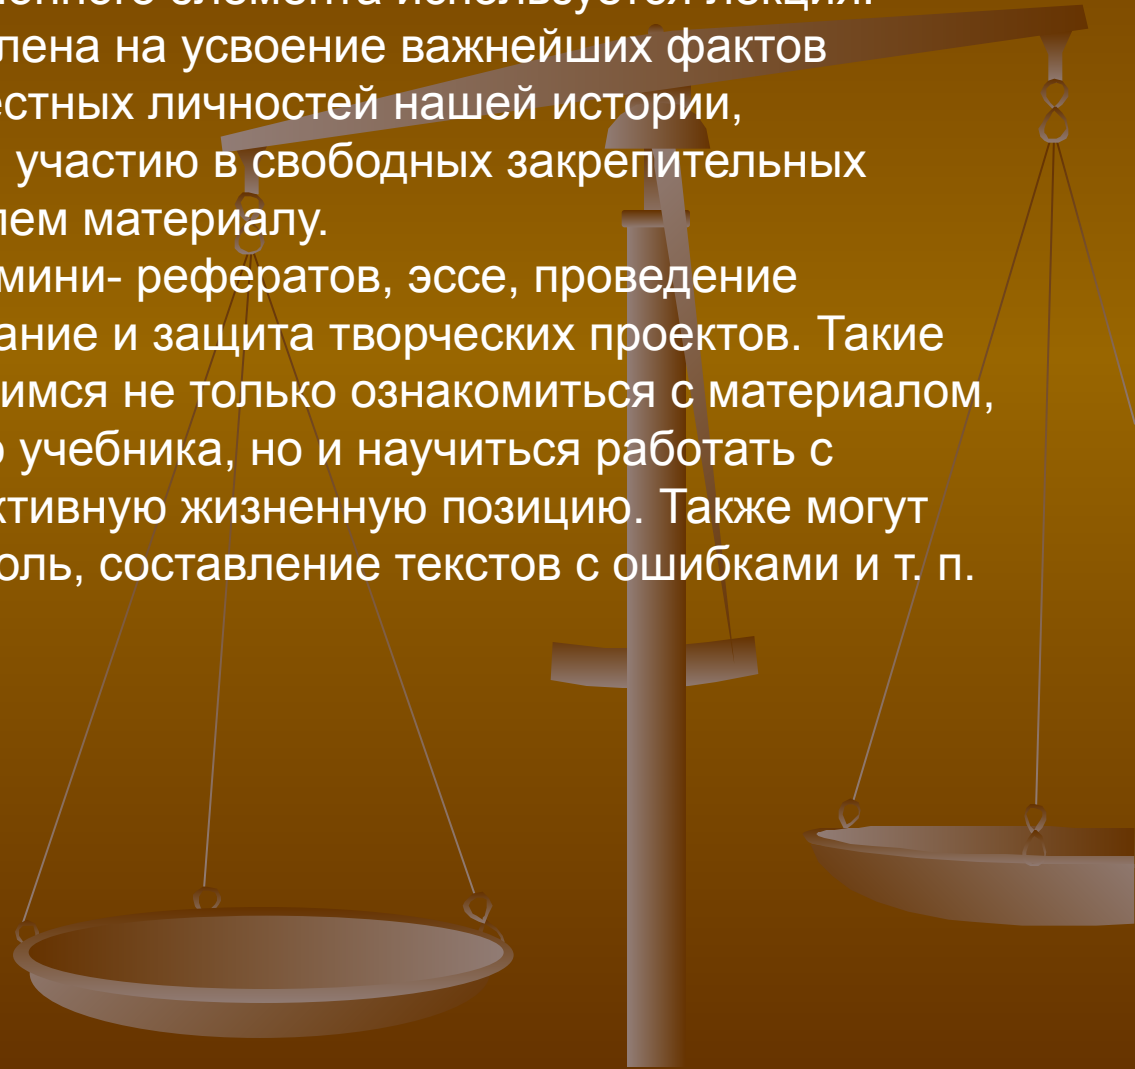 лена на усвоение важнейших фактов
естных личностей нашей истории,
участию в свободных закрепительных
лем материалу.
мини- рефератов, эссе, проведение
ание и защита творческих проектов. Такие
имся не только ознакомиться с материалом,
о учебника, но и научиться работать с
ктивную жизненную позицию. Также могут
оль, составление текстов с ошибками и т. п.